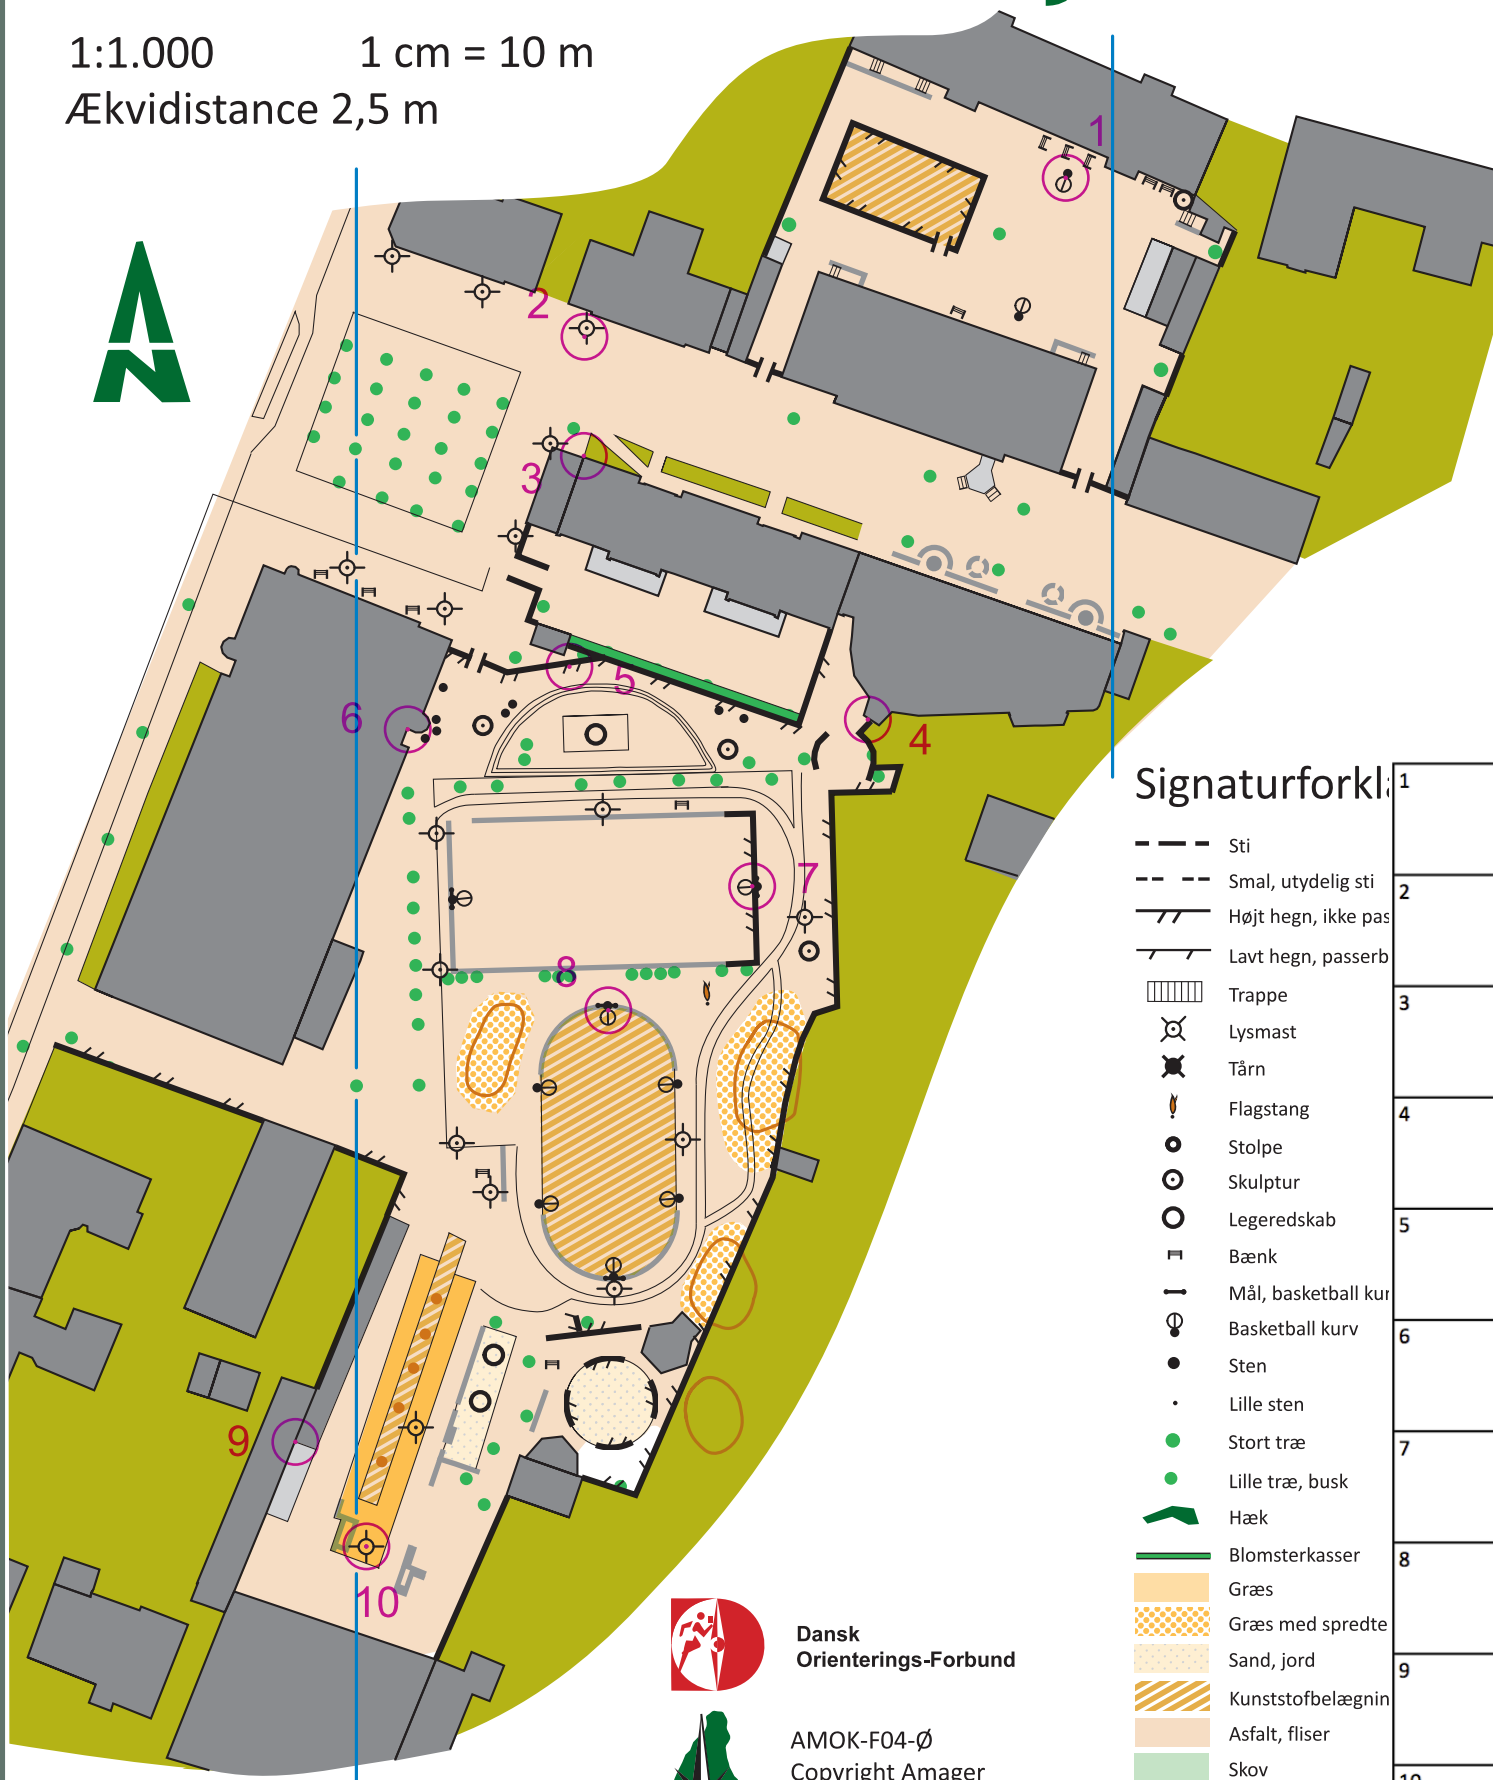 1:1.000 1 cm = 10 m
Ækvidistance 2,5 m
1
2
3
5
6
4
7
8
9
10
Signaturforkl
Sti
Smal, utydelig sti
Højt hegn, ikke pas
Lavt hegn, passerb
Trappe
Lysmast
Tårn
Flagstang
Stolpe
Skulptur
Legeredskab
Bænk
Mål, basketball kur
Basketball kurv
Sten
Lille sten
Stort træ
Lille træ, busk
Hæk
Blomsterkasser
Græs
Græs med spredte
Sand, jord
Kunststofbelægnin
Asfalt, fliser
Skov
1
2
3
4
5
6
7
8
9
10
Dansk
Orienterings-Forbund
AMOK-F04-Ø
Copyright Amager